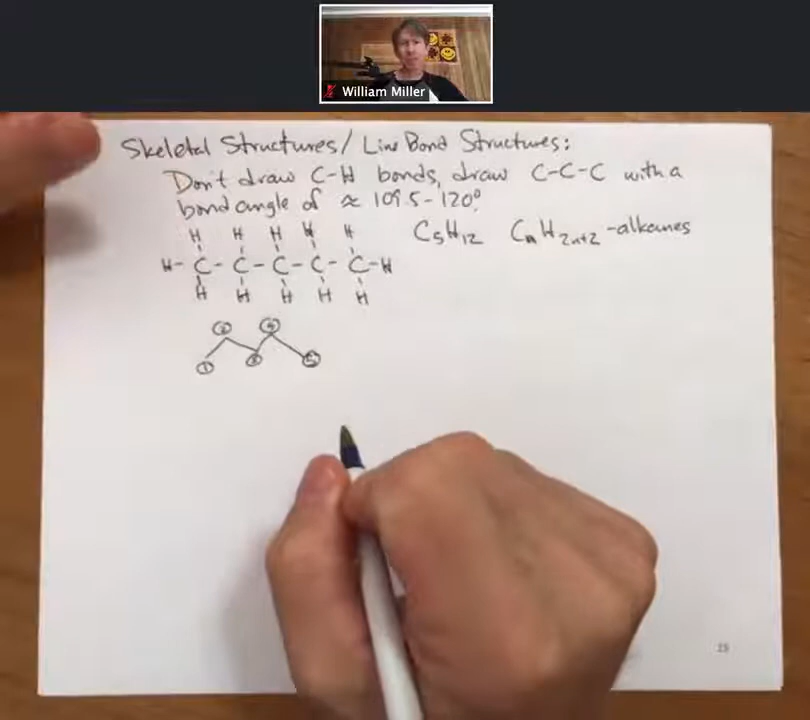 William Miller
Skeletal Structures/ Line Bond Structures:
Don't draw C-H bonds, draw C-C-C with a
bond angle of ≈ 109.5-120°.
C₅H₁₂ CₙH₂ₙ₊₂ -alkanes
H H H H H
H- C - C - C - C - C -H
H H H H H
② ④
① ③ ⑤